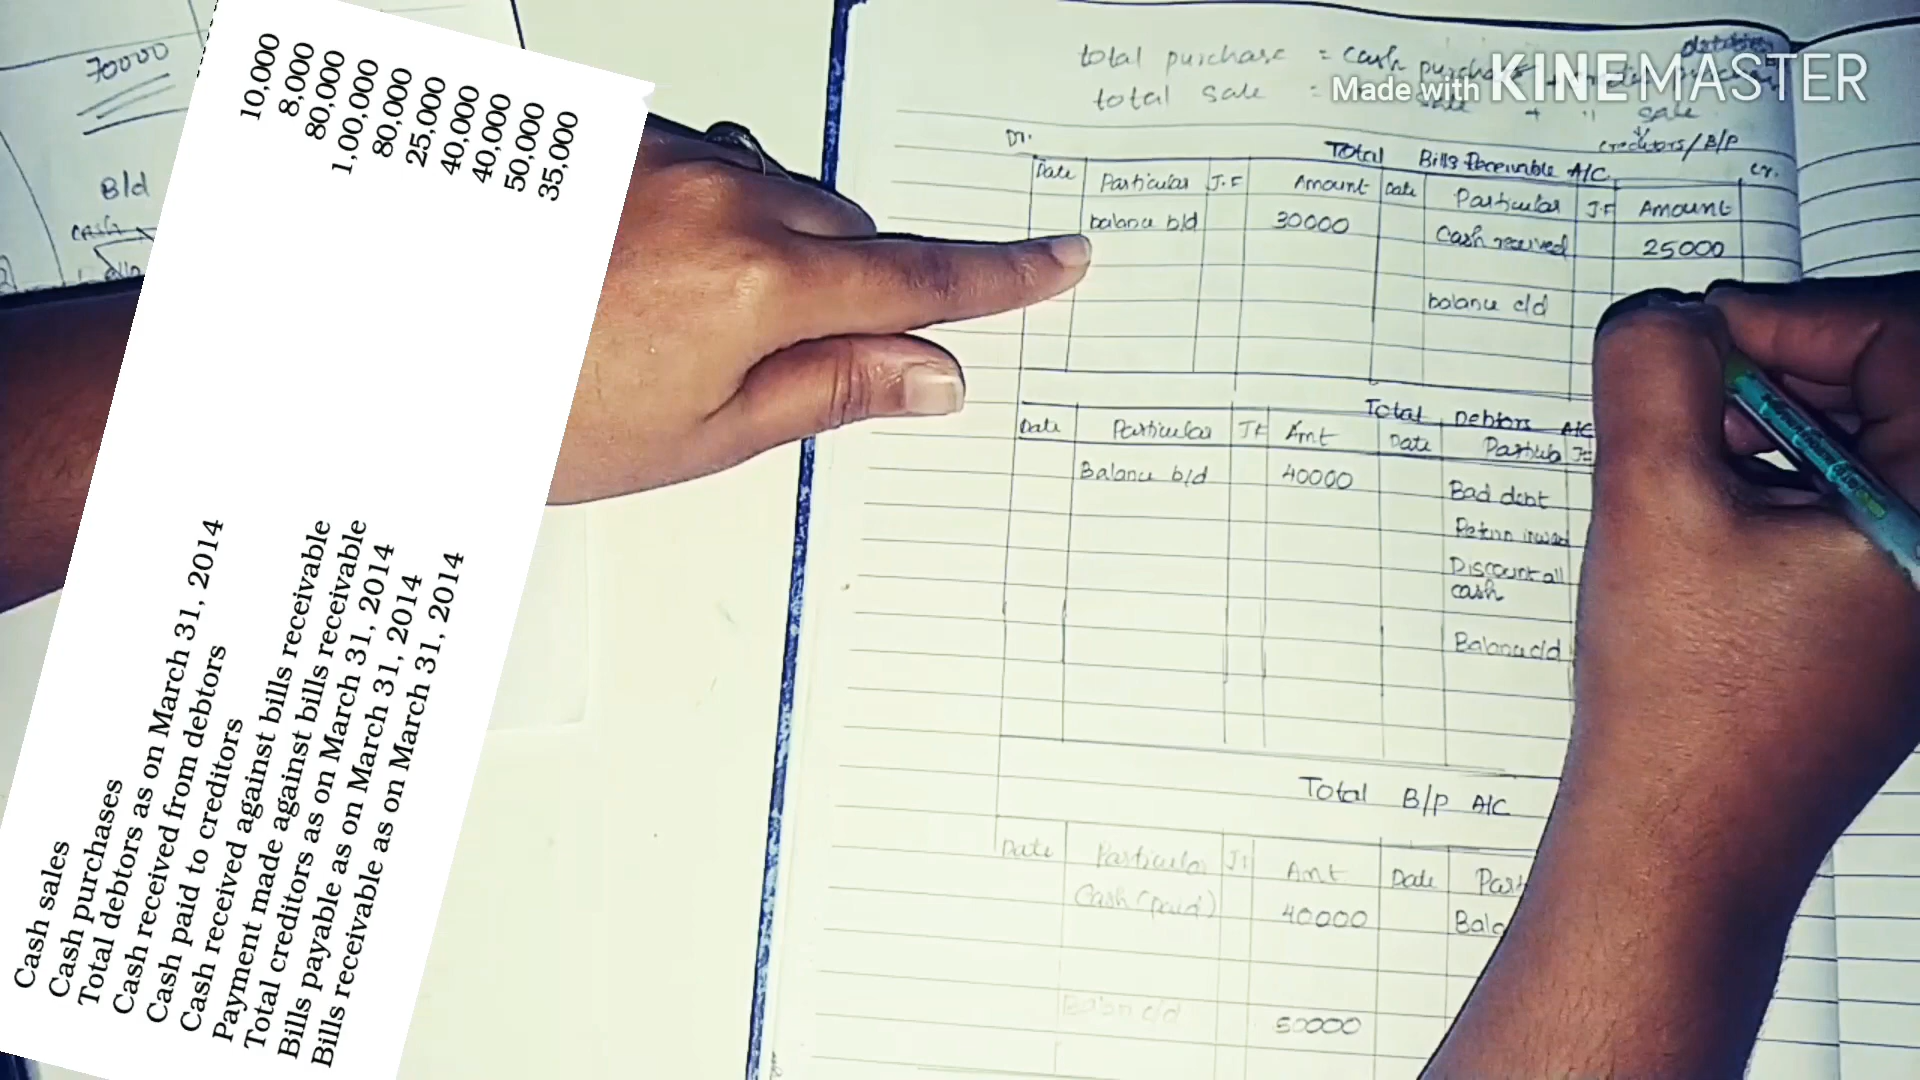 70000
B/d
cash
Cash sales 10,000
Cash purchases 8,000
Total debtors as on March 31, 2014 80,000
Cash received from debtors 1,00,000
Cash paid to creditors 80,000
Cash received against bills receivable 25,000
Payment made against bills receivable 40,000
Total creditors as on March 31, 2014 40,000
Bills payable as on March 31, 2014 50,000
Bills receivable as on March 31, 2014 35,000
Made with KINEMASTER
total purchase = cash purchase +
total sale = sale + " sale
creditors/B/P
Dr. Total Bills Receivable A/C cr.
Date Particular J.F Amount Date Particular J.F Amount
balance b/d 30000 Cash received 25000
balance c/d
Total Debtors A/C
Date Particular J.F Amt Date
Balance b/d 40000 Bad debt
Return inward
Discount all
cash
Balance c/d
Total B/P A/C
Date Particular J.F Amt Date Part
Cash (paid) 40000 Bala
Balan c/d 50000